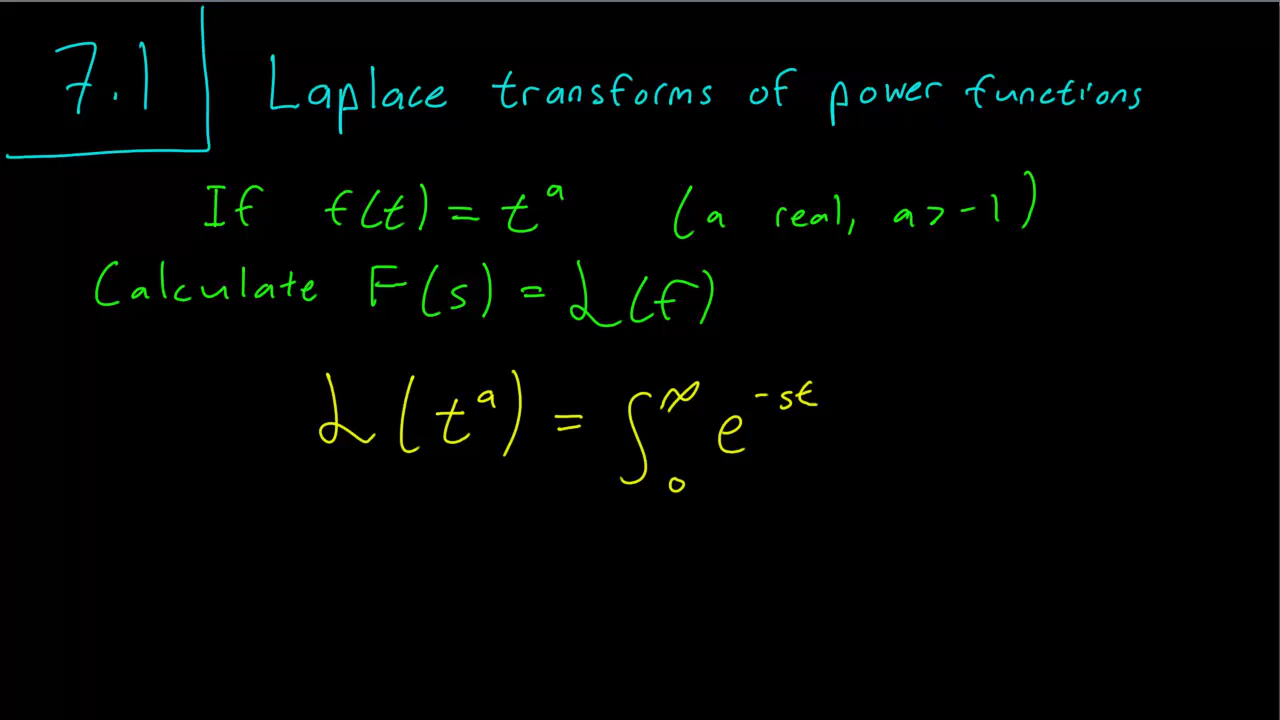 7.1 Laplace transforms of power functions
If f(t) = t^a (a real, a > -1)
Calculate F(s) = ℒ(f)
ℒ(t^a) = ∫_0^∞ e^{-st}